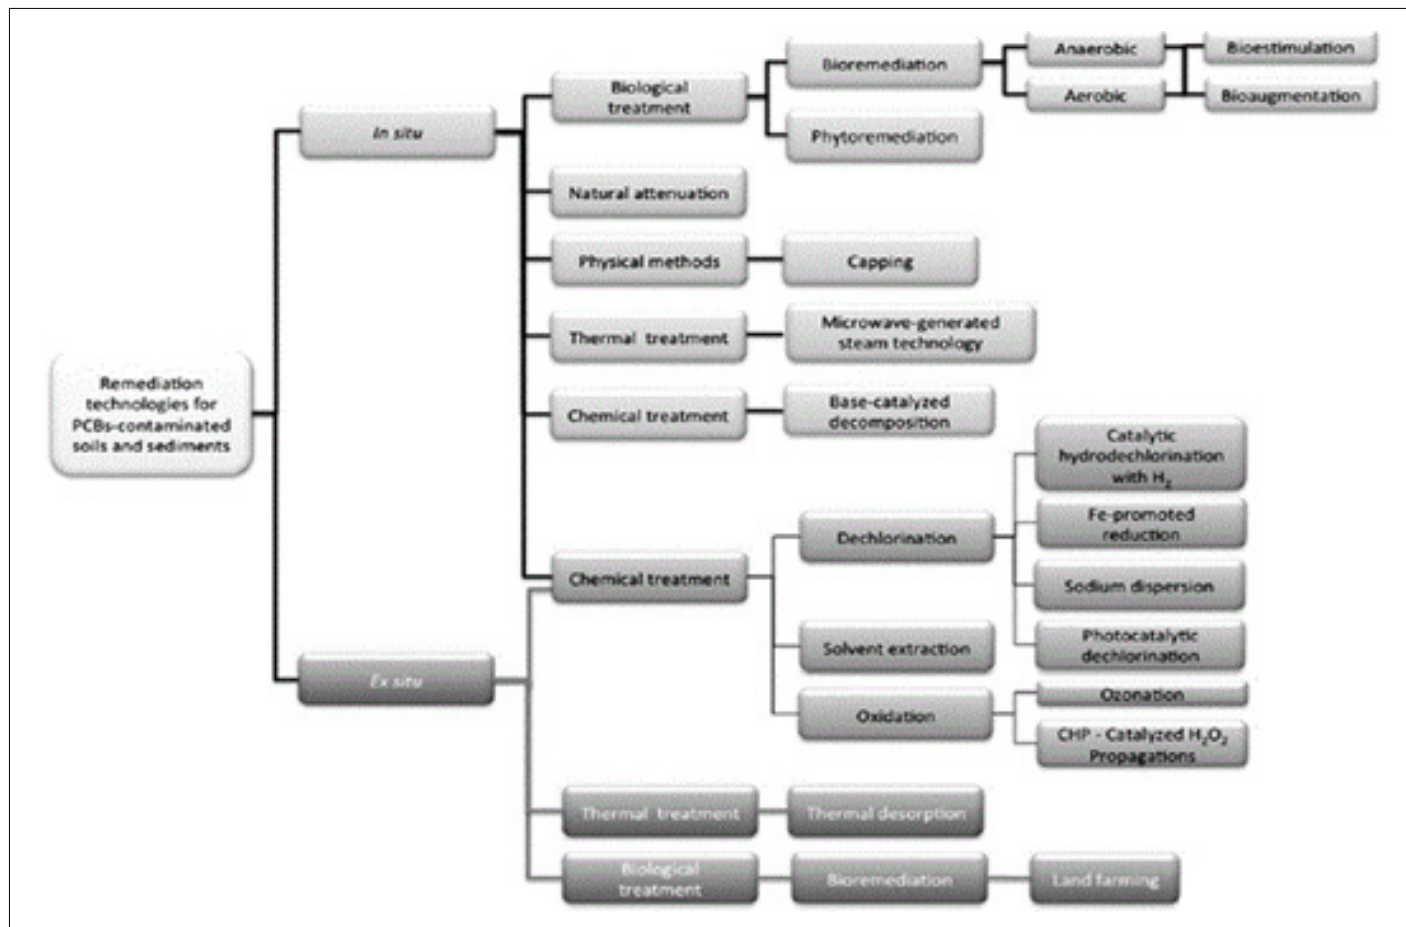 Remediation
technologies for
PCBs-contaminated
soils and sediments
In situ
Biological
treatment
Bioremediation
Anaerobic
Aerobic
Bioestimulation
Bioaugmentation
Phytoremediation
Natural attenuation
Physical methods
Capping
Thermal treatment
Microwave-generated
steam technology
Chemical treatment
Base-catalyzed
decomposition
Chemical treatment
Dechlorination
Catalytic
hydrodechlorination
with H₂
Fe-promoted
reduction
Sodium dispersion
Photocatalytic
dechlorination
Solvent extraction
Oxidation
Ozonation
CHP - Catalyzed H₂O₂
Propagations
Ex situ
Thermal treatment
Thermal desorption
Biological
treatment
Bioremediation
Land farming